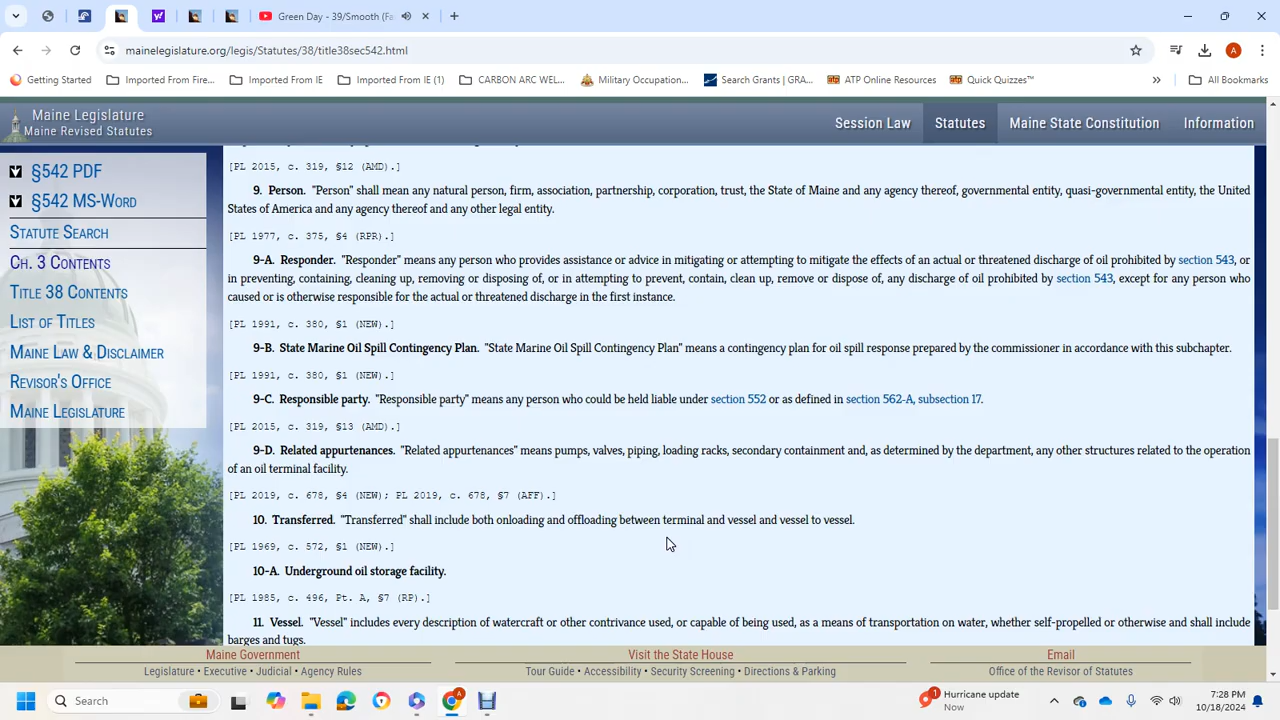 Green Day - 39/Smooth (Fa
mainelegislature.org/legis/Statutes/38/title38sec542.html
A
Getting Started
Imported From Fire...
Imported From IE
Imported From IE (1)
CARBON ARC WEL...
Military Occupation...
Search Grants | GRA...
ATP Online Resources
Quick Quizzes™
»
All Bookmarks
Maine Legislature
Maine Revised Statutes
Session Law
Statutes
Maine State Constitution
Information
§542 PDF
§542 MS-Word
Statute Search
Ch. 3 Contents
Title 38 Contents
List of Titles
Maine Law & Disclaimer
Revisor's Office
Maine Legislature
[PL 2015, c. 319, §12 (AMD).]
9. Person. "Person" shall mean any natural person, firm, association, partnership, corporation, trust, the State of Maine and any agency thereof, governmental entity, quasi-governmental entity, the United
States of America and any agency thereof and any other legal entity.
[PL 1977, c. 375, §4 (RPR).]
9-A. Responder. "Responder" means any person who provides assistance or advice in mitigating or attempting to mitigate the effects of an actual or threatened discharge of oil prohibited by section 543, or
in preventing, containing, cleaning up, removing or disposing of, or in attempting to prevent, contain, clean up, remove or dispose of, any discharge of oil prohibited by section 543, except for any person who
caused or is otherwise responsible for the actual or threatened discharge in the first instance.
[PL 1991, c. 380, §1 (NEW).]
9-B. State Marine Oil Spill Contingency Plan. "State Marine Oil Spill Contingency Plan" means a contingency plan for oil spill response prepared by the commissioner in accordance with this subchapter.
[PL 1991, c. 380, §1 (NEW).]
9-C. Responsible party. "Responsible party" means any person who could be held liable under section 552 or as defined in section 562-A, subsection 17.
[PL 2015, c. 319, §13 (AMD).]
9-D. Related appurtenances. "Related appurtenances" means pumps, valves, piping, loading racks, secondary containment and, as determined by the department, any other structures related to the operation
of an oil terminal facility.
[PL 2019, c. 678, §4 (NEW); PL 2019, c. 678, §7 (AFF).]
10. Transferred. "Transferred" shall include both onloading and offloading between terminal and vessel and vessel to vessel.
[PL 1969, c. 572, §1 (NEW).]
10-A. Underground oil storage facility.
[PL 1985, c. 496, Pt. A, §7 (RP).]
11. Vessel. "Vessel" includes every description of watercraft or other contrivance used, or capable of being used, as a means of transportation on water, whether self-propelled or otherwise and shall include
barges and tugs.
Maine Government
Legislature • Executive • Judicial • Agency Rules
Visit the State House
Tour Guide • Accessibility • Security Screening • Directions & Parking
Email
Office of the Revisor of Statutes
Search
1
Hurricane update
Now
7:28 PM
10/18/2024